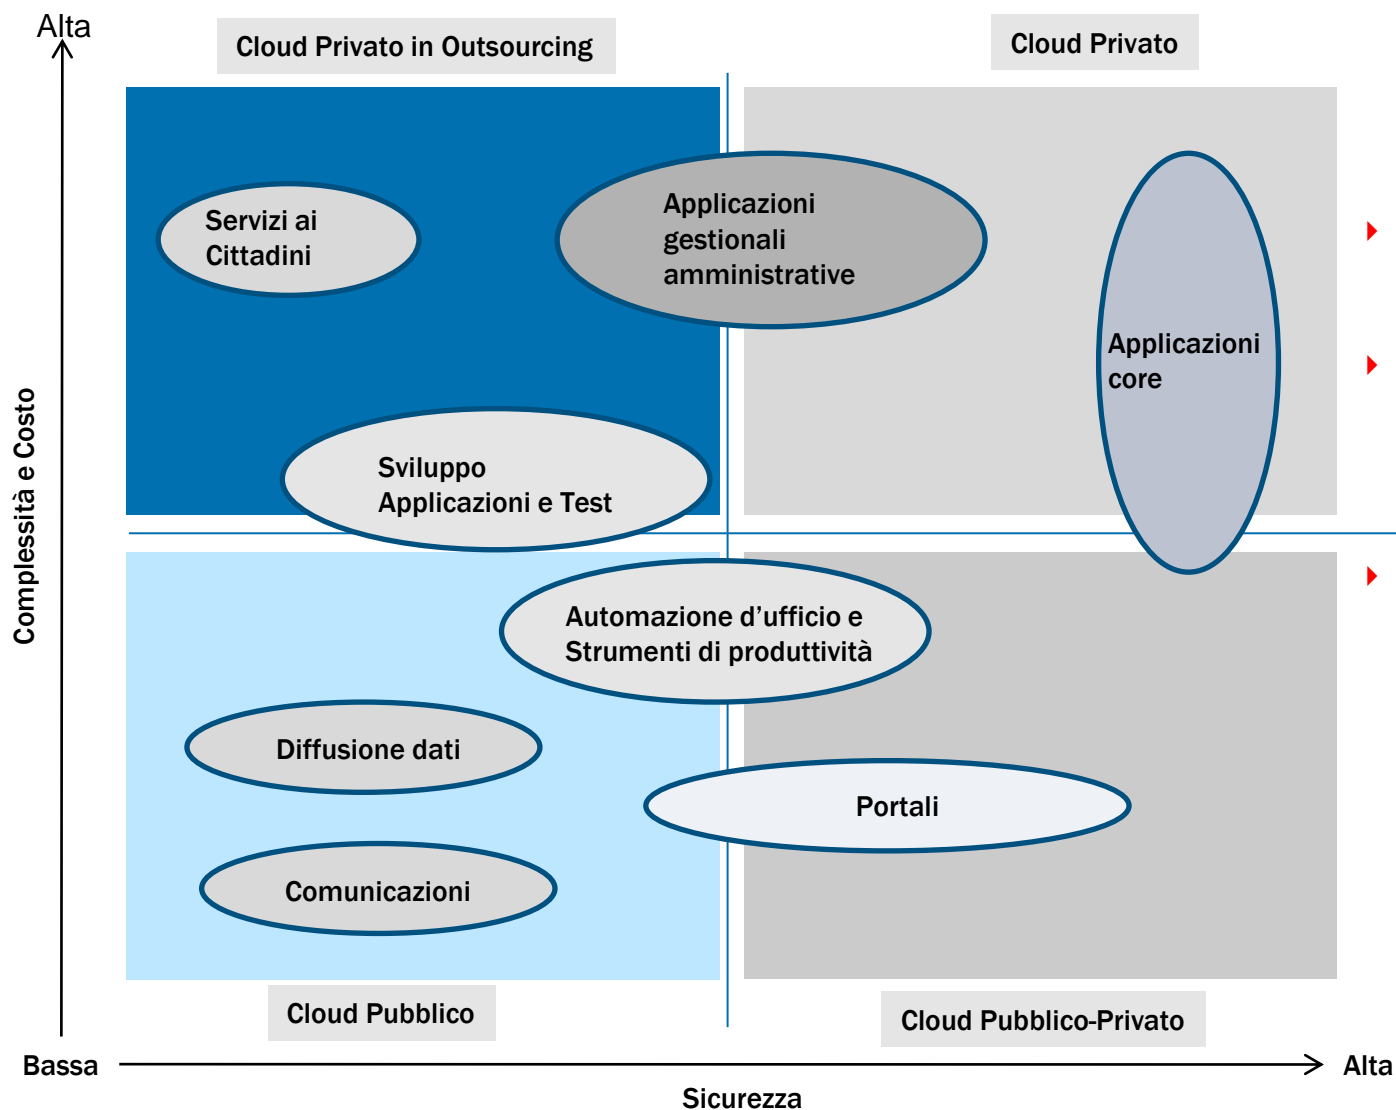 Alta
Cloud Privato in Outsourcing
Cloud Privato
Servizi ai
Cittadini
Applicazioni
gestionali
amministrative
Applicazioni
core
Sviluppo
Applicazioni e Test
Complessità e Costo
Automazione d’ufficio e
Strumenti di produttività
Diffusione dati
Portali
Comunicazioni
Cloud Pubblico
Cloud Pubblico-Privato
Bassa
Alta
Sicurezza